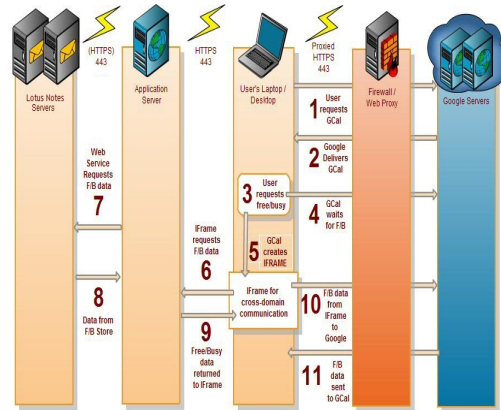 (HTTPS)
443
HTTPS
443
Proxied
HTTPS
443
Lotus Notes
Servers
Application
Server
User's Laptop /
Desktop
Firewall /
Web Proxy
Google Servers
1 User
requests
GCal
2 Google
Delivers
GCal
3 User
requests
free/busy
4 GCal
waits
for F/B
5 GCal
creates
IFRAME
IFrame
requests
F/B data
6
Web
Service
Requests
F/B data
7
8
Data from
F/B Store
9
Free/Busy
data
returned
to IFrame
IFrame for
cross-domain
communication
10 F/B data
from
IFrame
to
Google
11 F/B
data
sent
to GCal